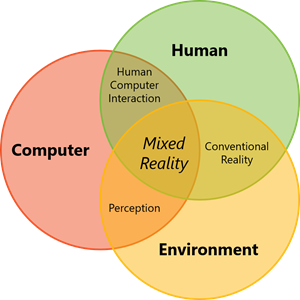 Human
Human
Computer
Interaction
Computer
Mixed
Reality
Conventional
Reality
Perception
Environment